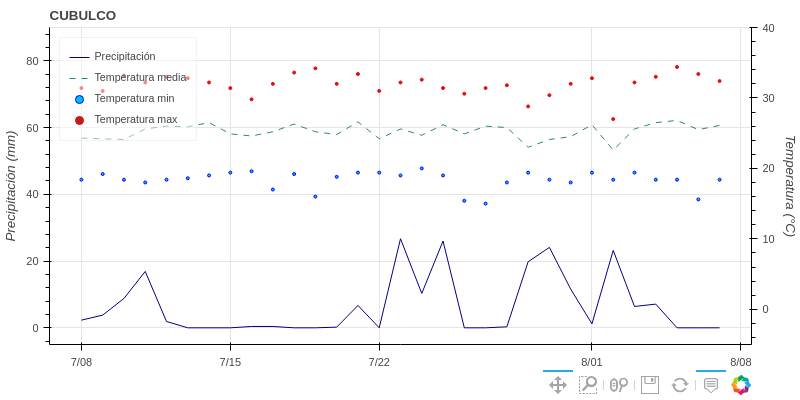 CUBULCO
Precipitación
Temperatura media
Temperatura min
Temperatura max
Precipitación (mm)
80
60
40
20
0
Temperatura (°C)
40
30
20
10
0
7/08
7/15
7/22
8/01
8/08